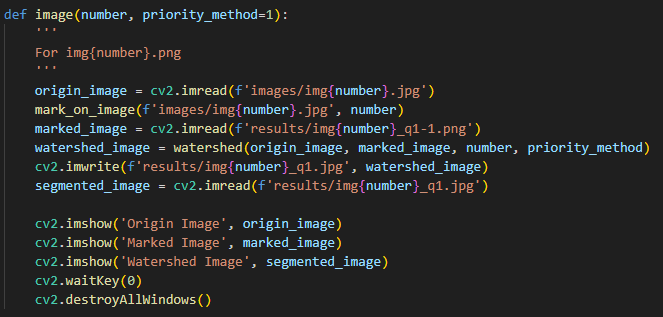 def image(number, priority_method=1):
    '''
    For img{number}.png
    '''
    origin_image = cv2.imread(f'images/img{number}.jpg')
    mark_on_image(f'images/img{number}.jpg', number)
    marked_image = cv2.imread(f'results/img{number}_q1-1.png')
    watershed_image = watershed(origin_image, marked_image, number, priority_method)
    cv2.imwrite(f'results/img{number}_q1.jpg', watershed_image)
    segmented_image = cv2.imread(f'results/img{number}_q1.jpg')

    cv2.imshow('Origin Image', origin_image)
    cv2.imshow('Marked Image', marked_image)
    cv2.imshow('Watershed Image', segmented_image)
    cv2.waitKey(0)
    cv2.destroyAllWindows()